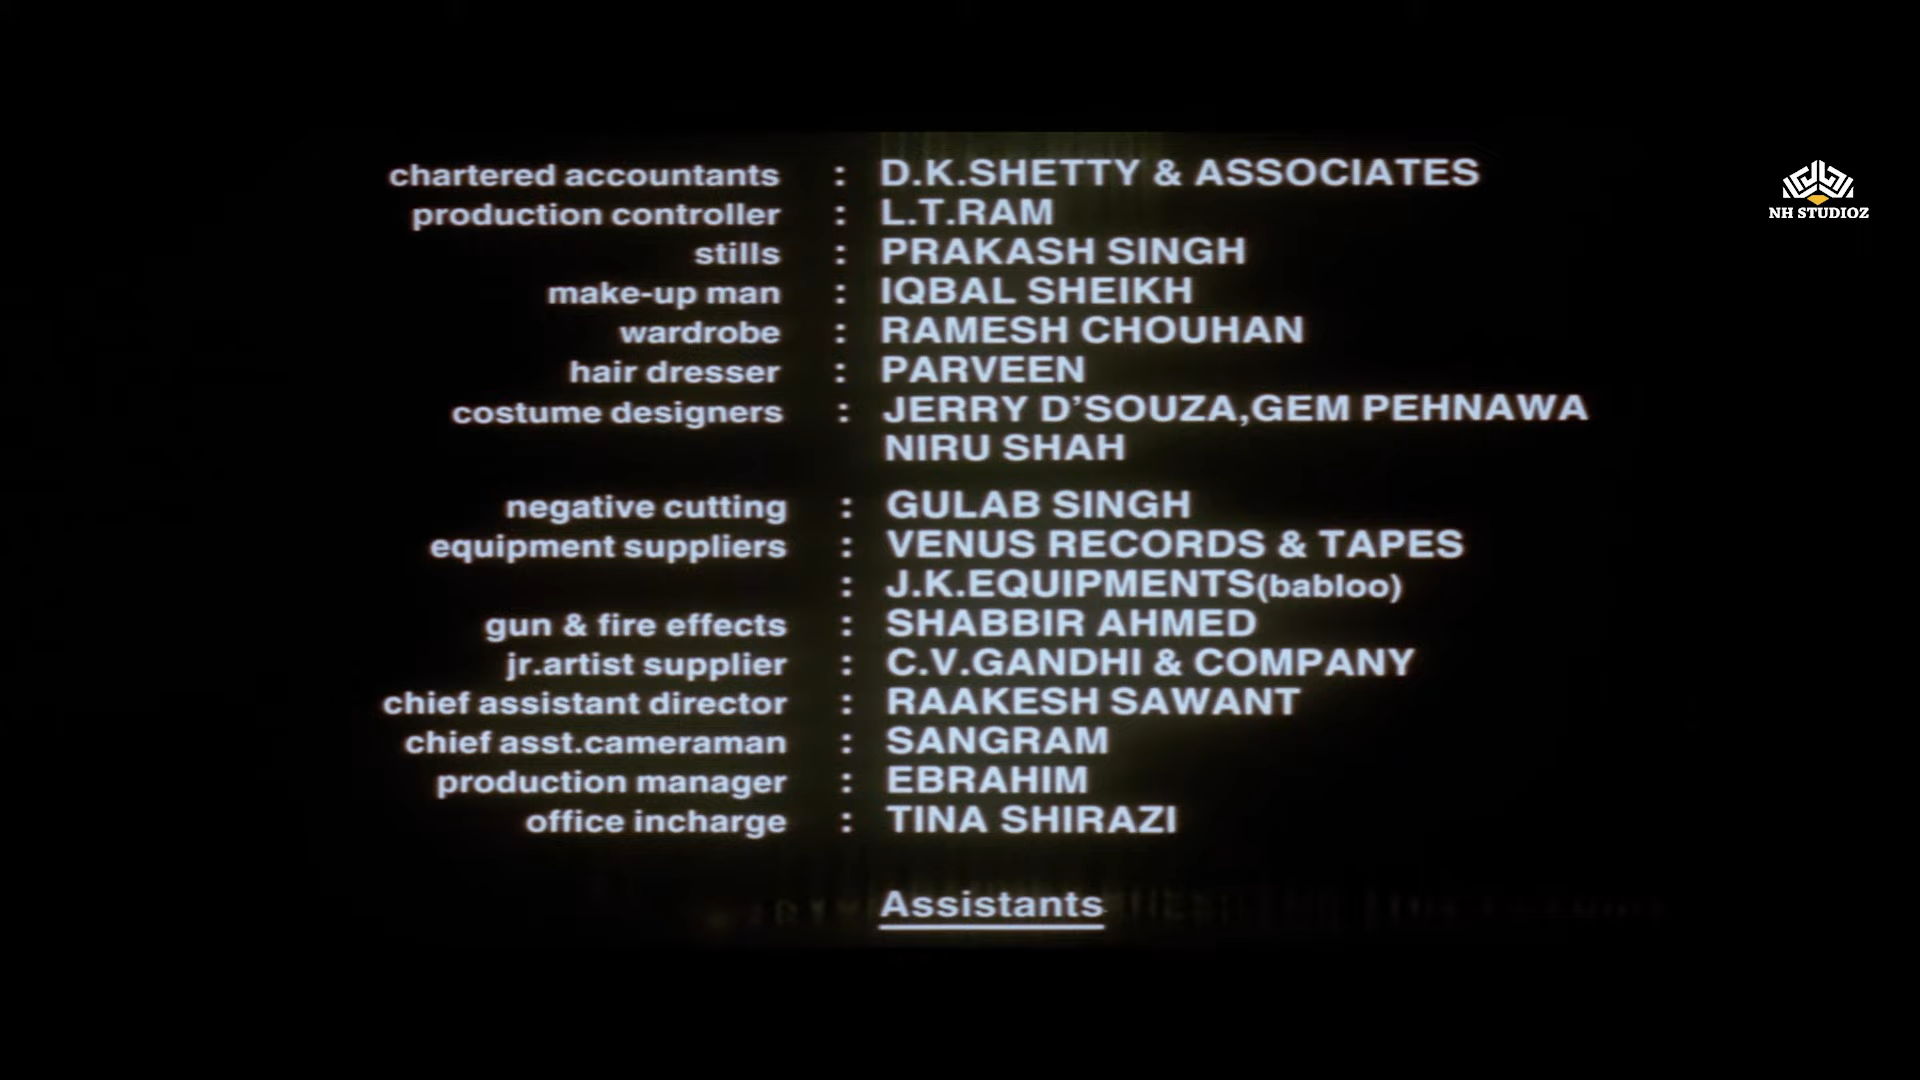 chartered accountants : D.K.SHETTY & ASSOCIATES
production controller : L.T.RAM
stills : PRAKASH SINGH
make-up man : IQBAL SHEIKH
wardrobe : RAMESH CHOUHAN
hair dresser : PARVEEN
costume designers : JERRY D'SOUZA,GEM PEHNAWA
NIRU SHAH
negative cutting : GULAB SINGH
equipment suppliers : VENUS RECORDS & TAPES
: J.K.EQUIPMENTS(babloo)
gun & fire effects : SHABBIR AHMED
jr.artist supplier : C.V.GANDHI & COMPANY
chief assistant director : RAAKESH SAWANT
chief asst.cameraman : SANGRAM
production manager : EBRAHIM
office incharge : TINA SHIRAZI
Assistants
NH STUDIOZ